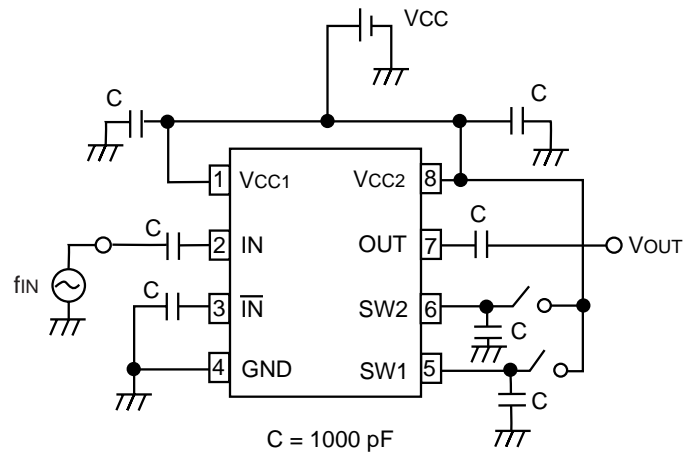 VCC
C
C
1 VCC1 VCC2 8
C
C
2 IN OUT 7
VOUT
fIN
C
3 IN SW2 6
C
4 GND SW1 5
C
C = 1000 pF